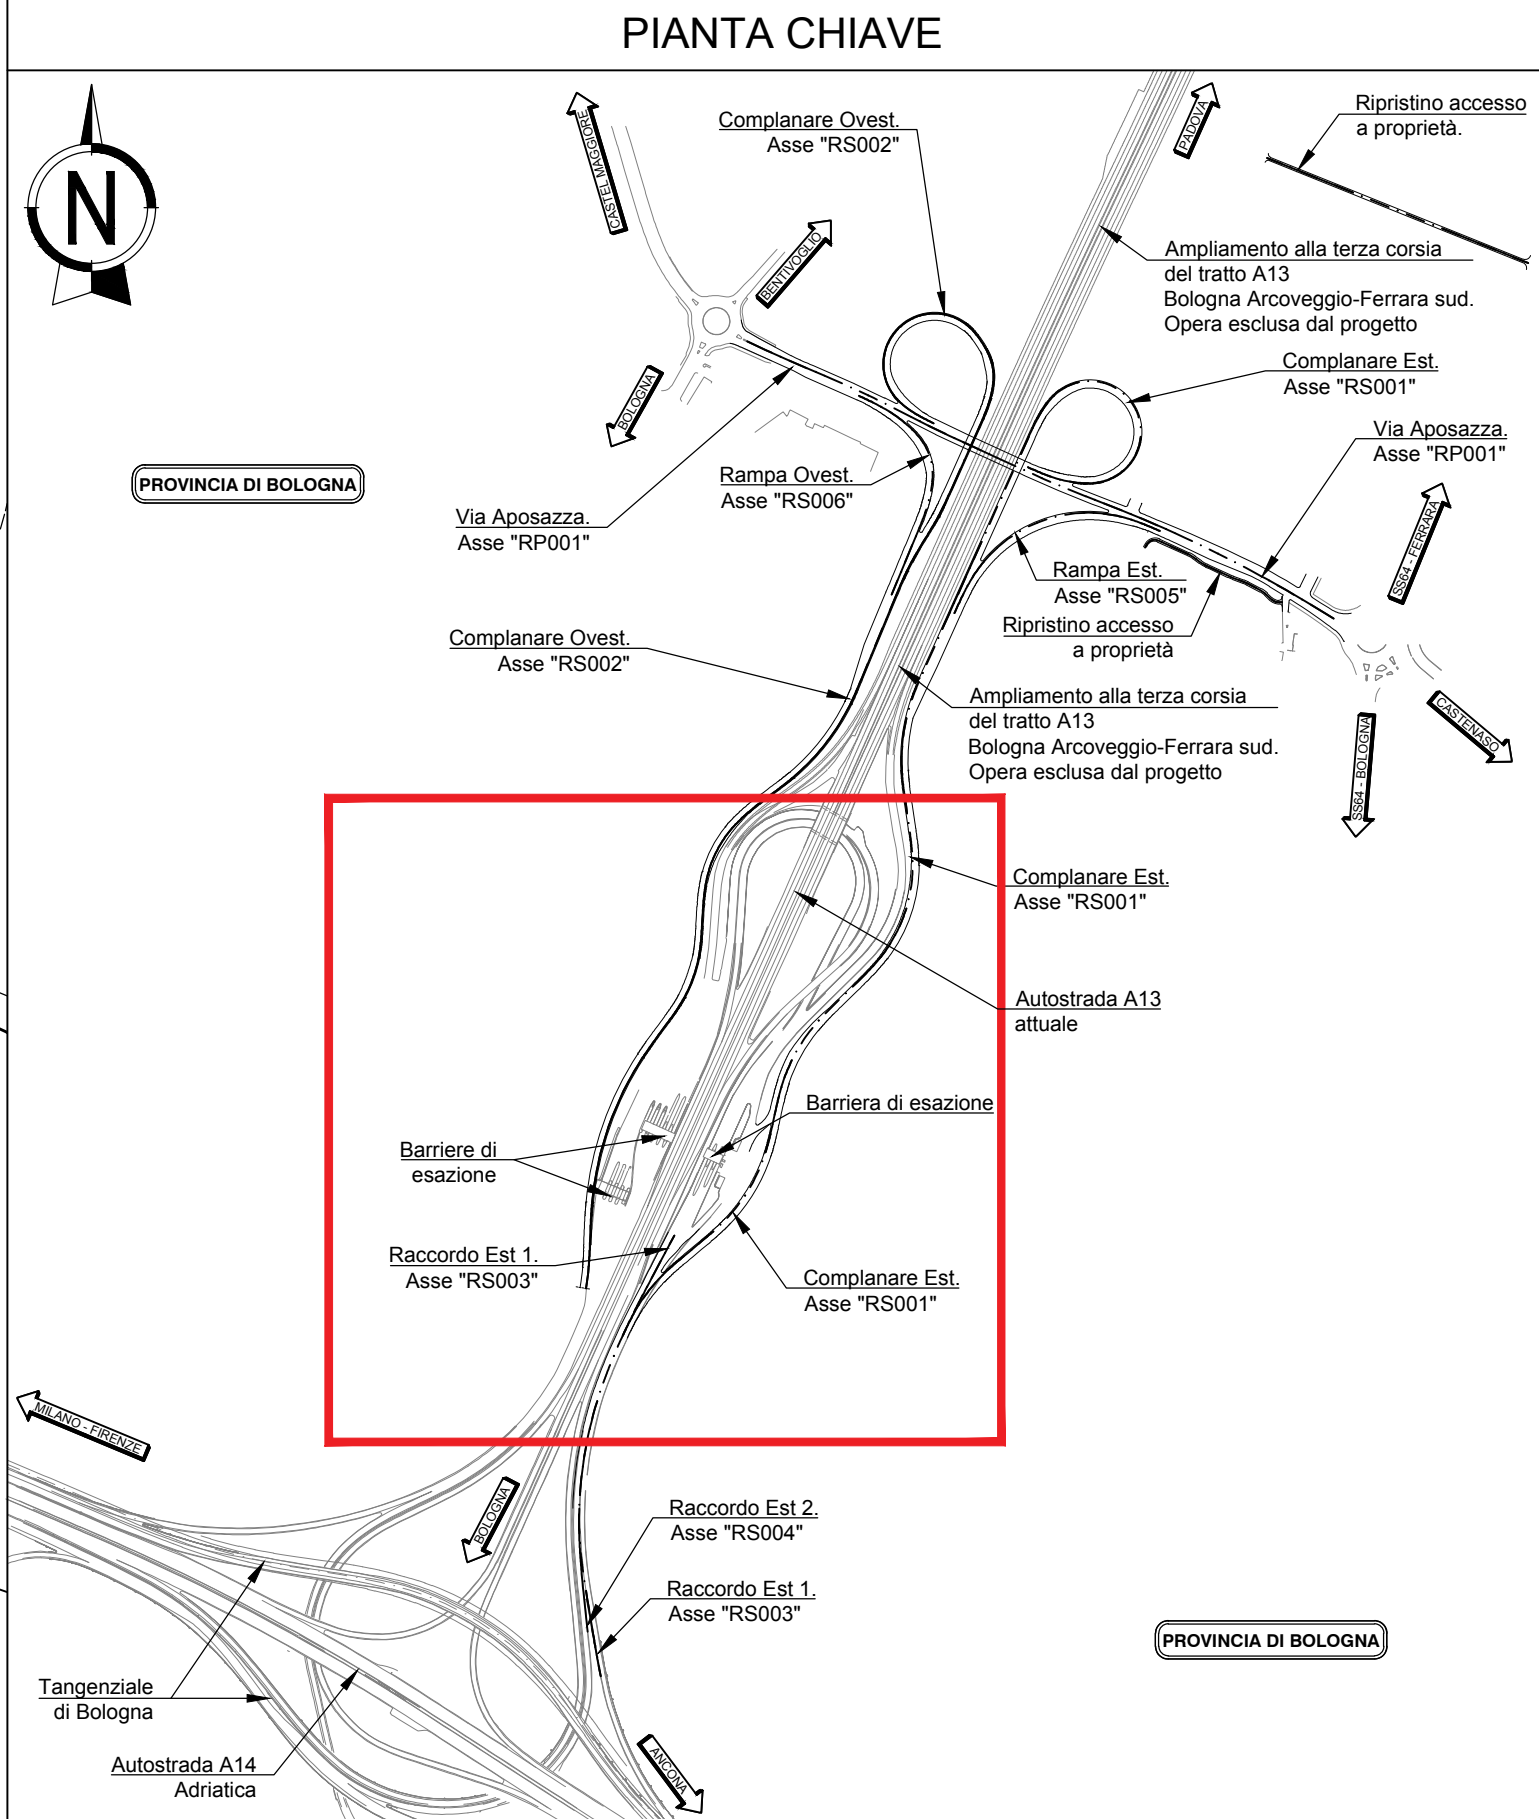 PIANTA CHIAVE
N
CASTEL MAGGIORE
Complanare Ovest.
Asse "RS002"
PADOVA
Ripristino accesso
a proprietà.
BENTIVOGLIO
Ampliamento alla terza corsia
del tratto A13
Bologna Arcoveggio-Ferrara sud.
Opera esclusa dal progetto
BOLOGNA
Complanare Est.
Asse "RS001"
Via Aposazza.
Asse "RP001"
PROVINCIA DI BOLOGNA
Rampa Ovest.
Asse "RS006"
Via Aposazza.
Asse "RP001"
SS64 - FERRARA
Rampa Est.
Asse "RS005"
Ripristino accesso
a proprietà
Complanare Ovest.
Asse "RS002"
Ampliamento alla terza corsia
del tratto A13
Bologna Arcoveggio-Ferrara sud.
Opera esclusa dal progetto
CASTENASO
SS64 - BOLOGNA
Complanare Est.
Asse "RS001"
Autostrada A13
attuale
Barriera di esazione
Barriere di
esazione
Raccordo Est 1.
Asse "RS003"
Complanare Est.
Asse "RS001"
MILANO - FIRENZE
BOLOGNA
Raccordo Est 2.
Asse "RS004"
Raccordo Est 1.
Asse "RS003"
PROVINCIA DI BOLOGNA
Tangenziale
di Bologna
Autostrada A14
Adriatica
ANCONA